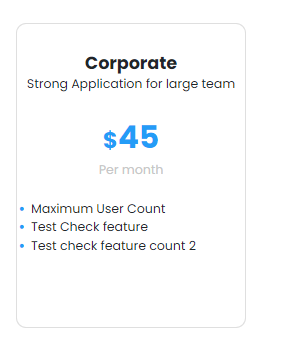 Corporate
Strong Application for large team
$45
Per month
• Maximum User Count
• Test Check feature
• Test check feature count 2